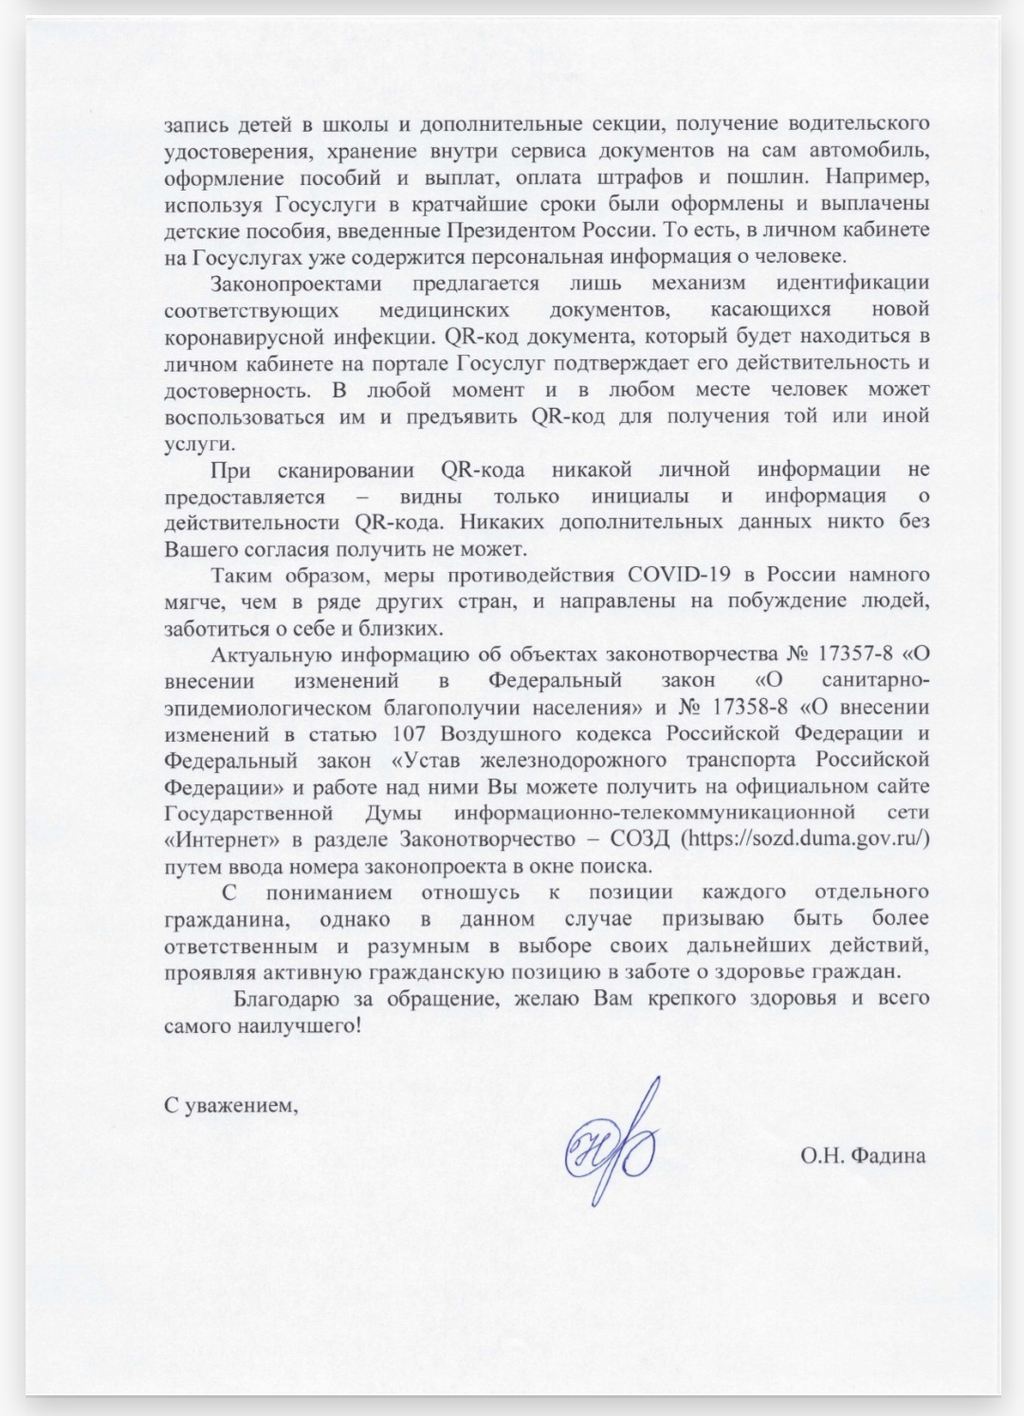 запись детей в школы и дополнительные секции, получение водительского
удостоверения, хранение внутри сервиса документов на сам автомобиль,
оформление пособий и выплат, оплата штрафов и пошлин. Например,
используя Госуслуги в кратчайшие сроки были оформлены и выплачены
детские пособия, введенные Президентом России. То есть, в личном кабинете
на Госуслугах уже содержится персональная информация о человеке.
Законопроектами предлагается лишь механизм идентификации
соответствующих медицинских документов, касающихся новой
коронавирусной инфекции. QR-код документа, который будет находиться в
личном кабинете на портале Госуслуг подтверждает его действительность и
достоверность. В любой момент и в любом месте человек может
воспользоваться им и предъявить QR-код для получения той или иной
услуги.
При сканировании QR-кода никакой личной информации не
предоставляется – видны только инициалы и информация о
действительности QR-кода. Никаких дополнительных данных никто без
Вашего согласия получить не может.
Таким образом, меры противодействия COVID-19 в России намного
мягче, чем в ряде других стран, и направлены на побуждение людей,
заботиться о себе и близких.
Актуальную информацию об объектах законотворчества № 17357-8 «О
внесении изменений в Федеральный закон «О санитарно-
эпидемиологическом благополучии населения» и № 17358-8 «О внесении
изменений в статью 107 Воздушного кодекса Российской Федерации и
Федеральный закон «Устав железнодорожного транспорта Российской
Федерации» и работе над ними Вы можете получить на официальном сайте
Государственной Думы информационно-телекоммуникационной сети
«Интернет» в разделе Законотворчество – СОЗД (https://sozd.duma.gov.ru/)
путем ввода номера законопроекта в окне поиска.
С пониманием отношусь к позиции каждого отдельного
гражданина, однако в данном случае призываю быть более
ответственным и разумным в выборе своих дальнейших действий,
проявляя активную гражданскую позицию в заботе о здоровье граждан.
Благодарю за обращение, желаю Вам крепкого здоровья и всего
самого наилучшего!
С уважением,
О.Н. Фадина